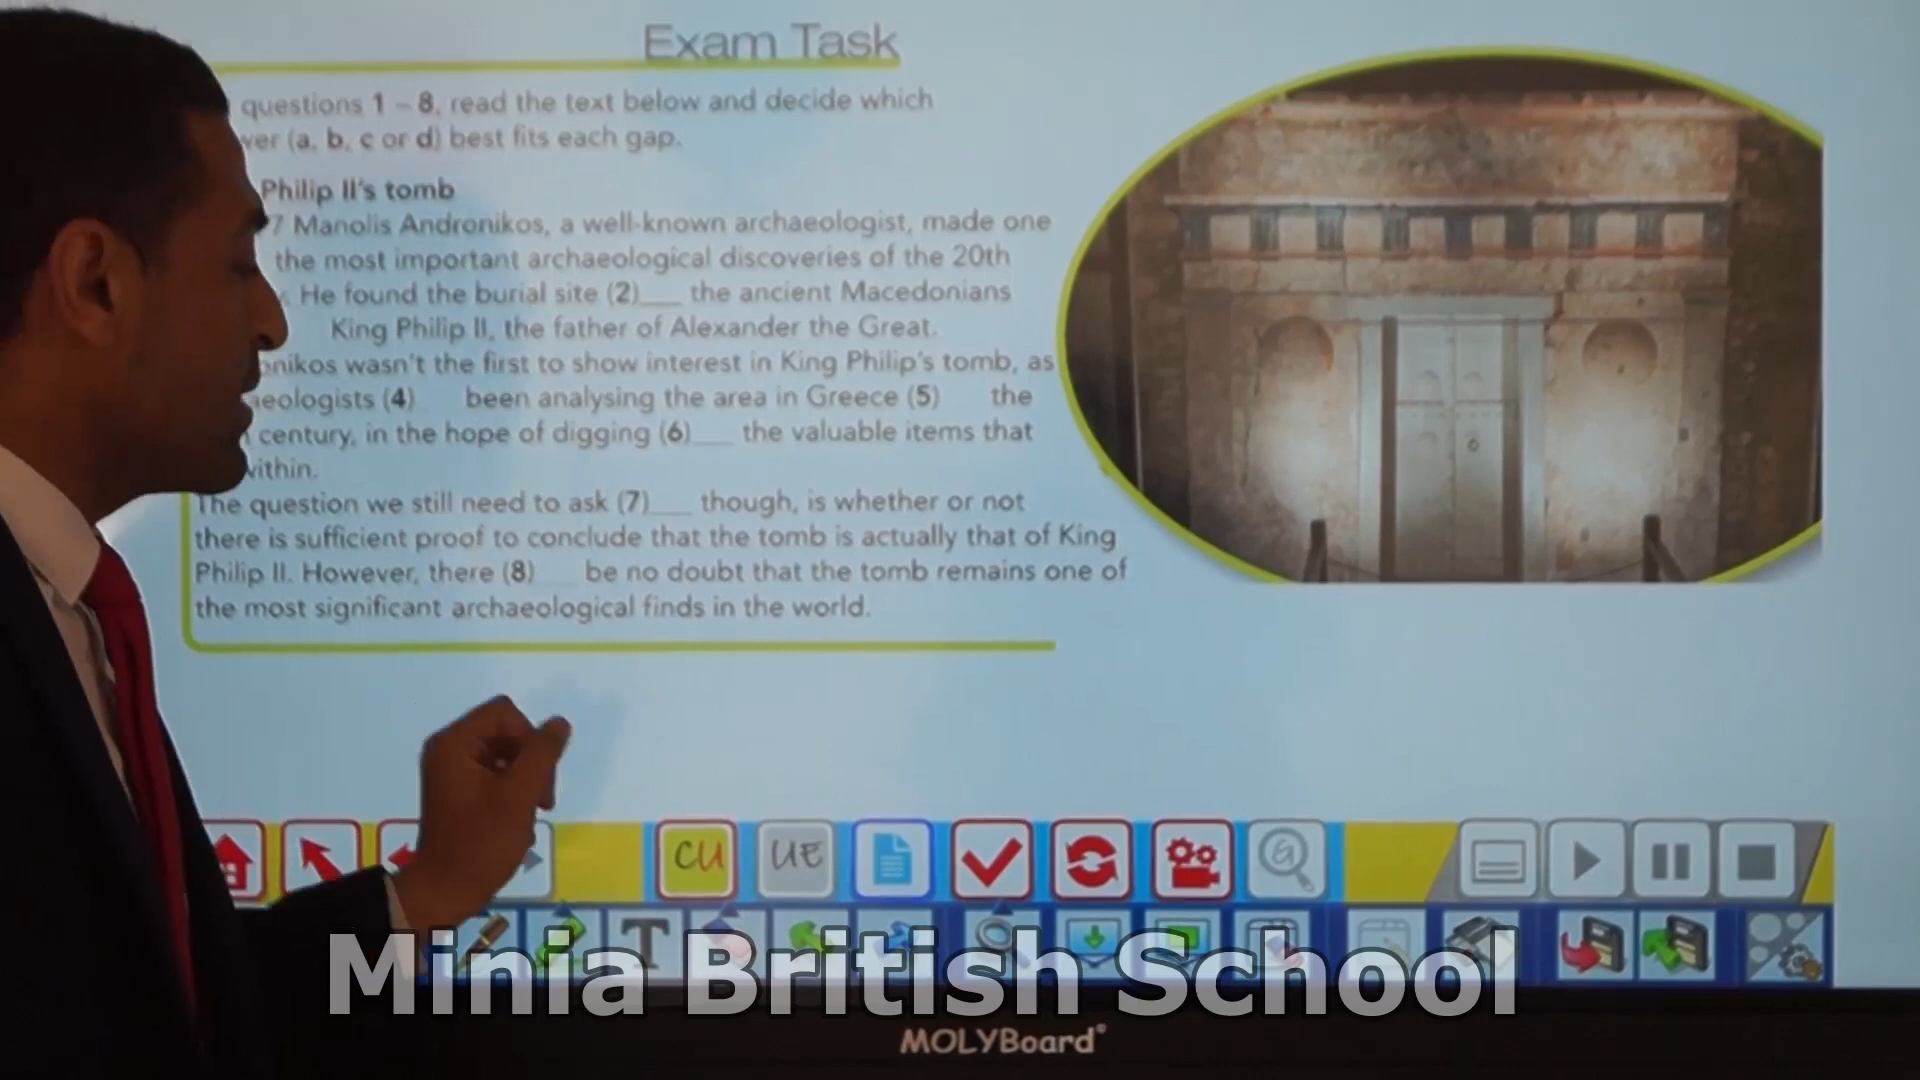 Exam Task
questions 1 – 8, read the text below and decide which
(a, b, c or d) best fits each gap.
Philip II's tomb
7 Manolis Andronikos, a well-known archaeologist, made one
the most important archaeological discoveries of the 20th
He found the burial site (2)___ the ancient Macedonians
King Philip II, the father of Alexander the Great.
wasn't the first to show interest in King Philip's tomb, as
(4) been analysing the area in Greece (5) the
century, in the hope of digging (6)___ the valuable items that
The question we still need to ask (7)___ though, is whether or not
there is sufficient proof to conclude that the tomb is actually that of King
Philip II. However, there (8) be no doubt that the tomb remains one of
the most significant archaeological finds in the world.
CU UE
T
Minia British School
MOLYBoard